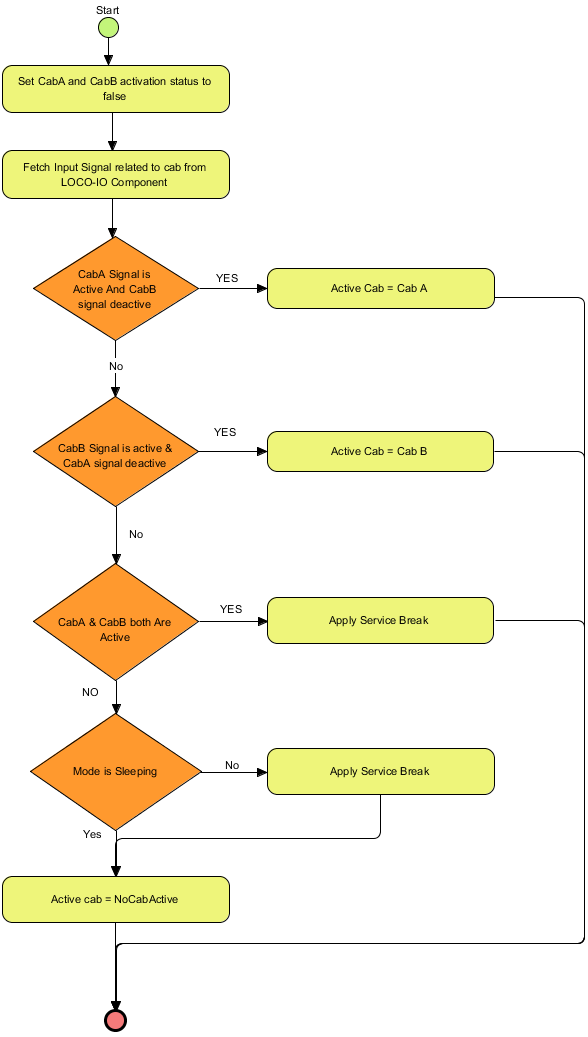 Start
Set CabA and CabB activation status to
false
Fetch Input Signal related to cab from
LOCO-IO Component
CabA Signal is
Active And CabB
signal deactive
YES
Active Cab = Cab A
No
CabB Signal is active &
CabA signal deactive
YES
Active Cab = Cab B
No
CabA & CabB both Are
Active
YES
Apply Service Break
NO
Mode is Sleeping
No
Apply Service Break
Yes
Active cab = NoCabActive